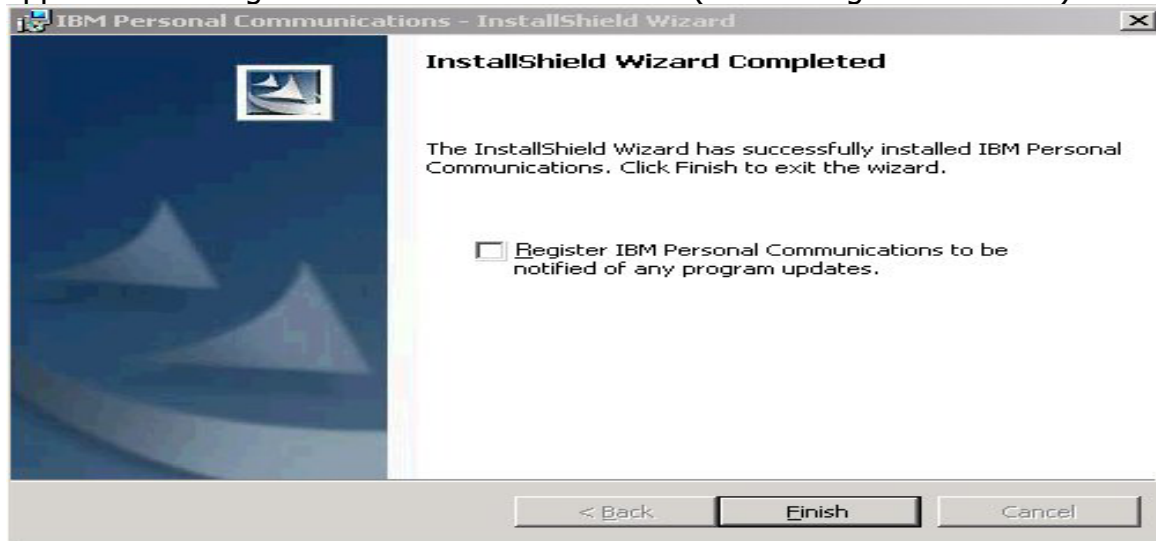 IBM Personal Communications - InstallShield Wizard
InstallShield Wizard Completed
The InstallShield Wizard has successfully installed IBM Personal
Communications. Click Finish to exit the wizard.
Register IBM Personal Communications to be
notified of any program updates.
< Back
Finish
Cancel